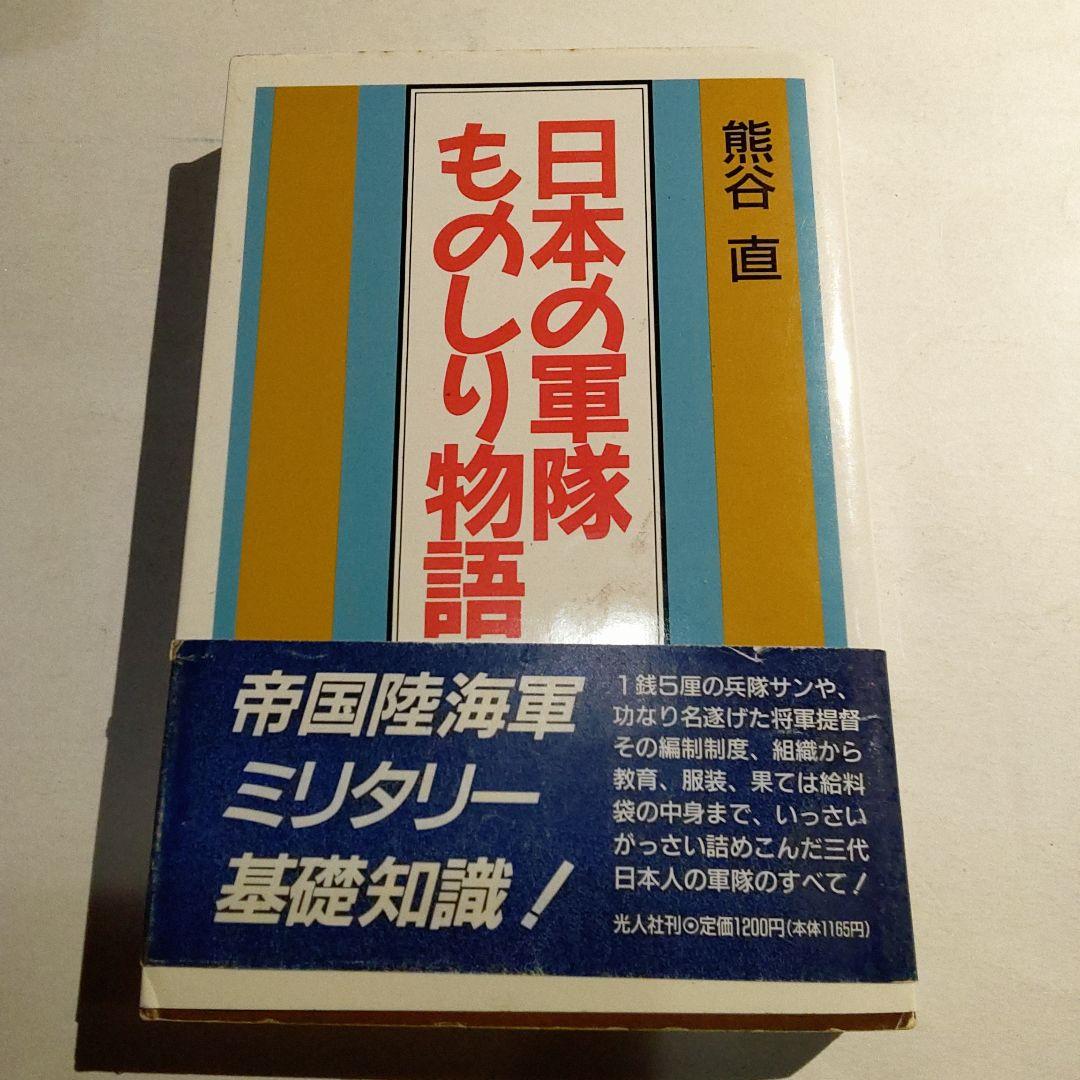 熊谷 直
日本の軍隊
ものしり物語
帝国陸海軍
ミリタリー
基礎知識!
1銭5厘の兵隊サンや、
功なり名遂げた将軍提督
その編制制度、組織から
教育、服装、果ては給料
袋の中身まで、いっさい
がっさい詰めこんだ三代
日本人の軍隊のすべて!
光人社刊◎定価1200円(本体1165円)